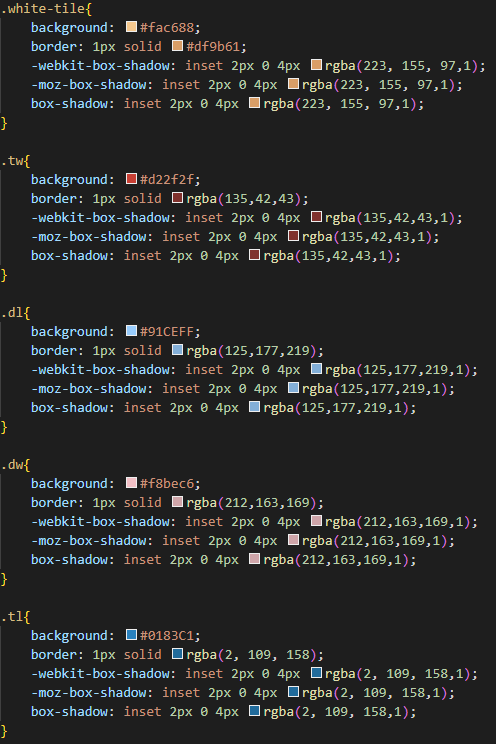 .white-tile{
background: #fac688;
border: 1px solid #df9b61;
-webkit-box-shadow: inset 2px 0 4px rgba(223, 155, 97,1);
-moz-box-shadow: inset 2px 0 4px rgba(223, 155, 97,1);
box-shadow: inset 2px 0 4px rgba(223, 155, 97,1);
}
.tw{
background: #d22f2f;
border: 1px solid rgba(135,42,43);
-webkit-box-shadow: inset 2px 0 4px rgba(135,42,43,1);
-moz-box-shadow: inset 2px 0 4px rgba(135,42,43,1);
box-shadow: inset 2px 0 4px rgba(135,42,43,1);
}
.dl{
background: #91CEFF;
border: 1px solid rgba(125,177,219);
-webkit-box-shadow: inset 2px 0 4px rgba(125,177,219,1);
-moz-box-shadow: inset 2px 0 4px rgba(125,177,219,1);
box-shadow: inset 2px 0 4px rgba(125,177,219,1);
}
.dw{
background: #f8bec6;
border: 1px solid rgba(212,163,169);
-webkit-box-shadow: inset 2px 0 4px rgba(212,163,169,1);
-moz-box-shadow: inset 2px 0 4px rgba(212,163,169,1);
box-shadow: inset 2px 0 4px rgba(212,163,169,1);
}
.tl{
background: #0183C1;
border: 1px solid rgba(2, 109, 158);
-webkit-box-shadow: inset 2px 0 4px rgba(2, 109, 158,1);
-moz-box-shadow: inset 2px 0 4px rgba(2, 109, 158,1);
box-shadow: inset 2px 0 4px rgba(2, 109, 158,1);
}